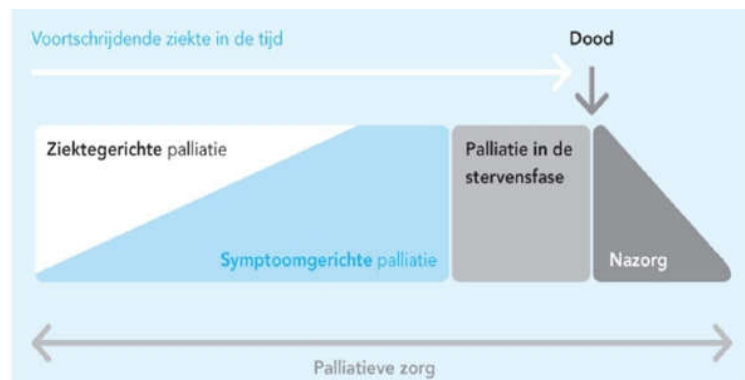 Voortschrijdende ziekte in de tijd
Dood
Ziektegerichte palliatie
Palliatie in de
stervensfase
Symptoomgerichte palliatie
Nazorg
Palliatieve zorg